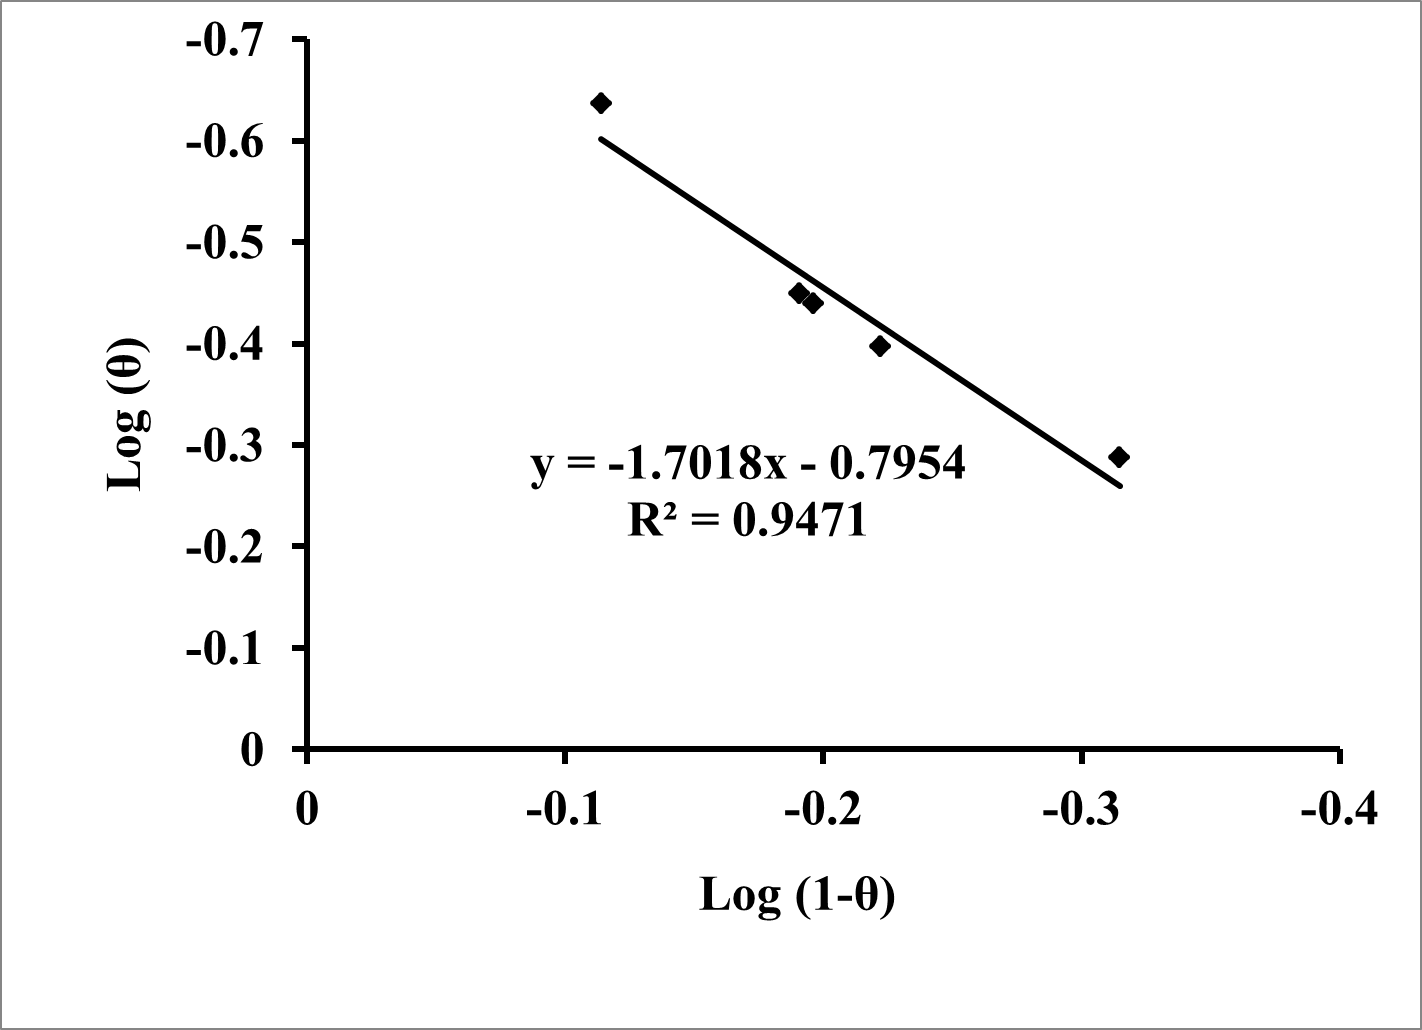 -0.7
-0.6
-0.5
-0.4
-0.3
-0.2
-0.1
0
Log (θ)
y = -1.7018x - 0.7954
R² = 0.9471
0 -0.1 -0.2 -0.3 -0.4
Log (1-θ)